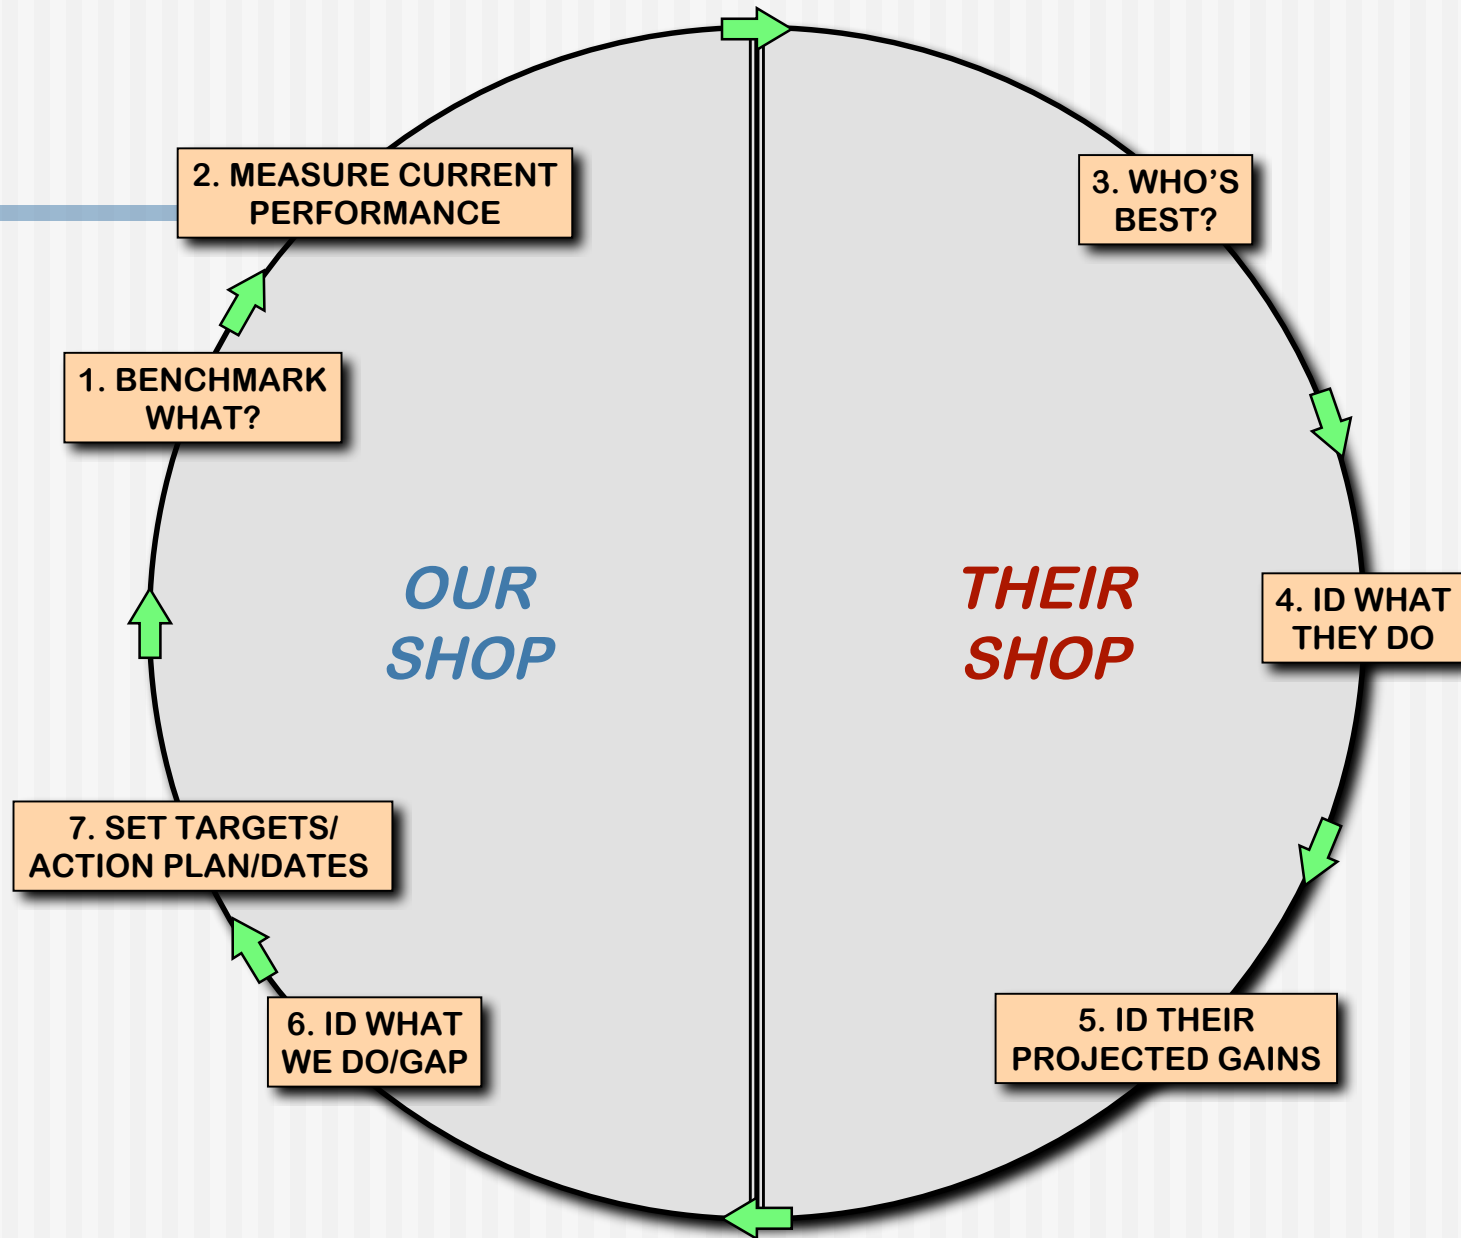 2. MEASURE CURRENT
PERFORMANCE
3. WHO'S
BEST?
1. BENCHMARK
WHAT?
OUR
SHOP
THEIR
SHOP
4. ID WHAT
THEY DO
7. SET TARGETS/
ACTION PLAN/DATES
6. ID WHAT
WE DO/GAP
5. ID THEIR
PROJECTED GAINS